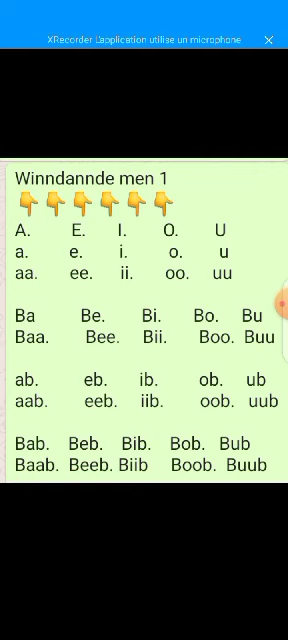 XRecorder L'application utilise un microphone
Winndannde men 1
👇👇👇👇👇👇
A. E. I. O. U
a. e. i. o. u
aa. ee. ii. oo. uu
Ba Be. Bi. Bo. Bu
Baa. Bee. Bii. Boo. Buu
ab. eb. ib. ob. ub
aab. eeb. iib. oob. uub
Bab. Beb. Bib. Bob. Bub
Baab. Beeb. Biib Boob. Buub